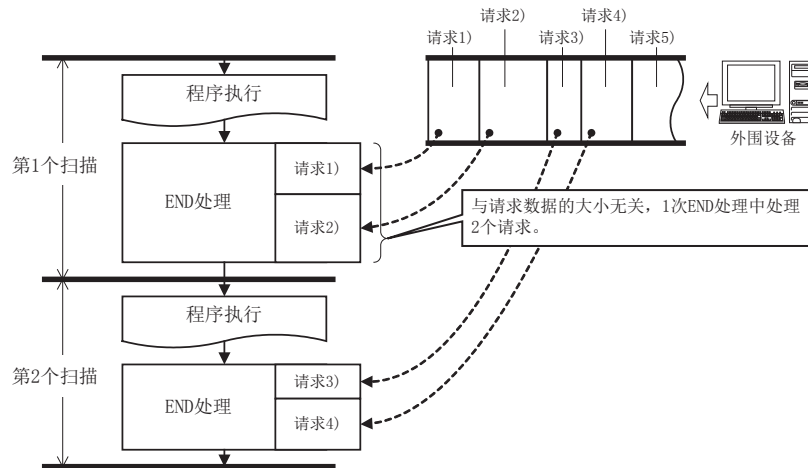 请求2)
请求4)
请求1)
请求3)
请求5)
程序执行
外围设备
第1个扫描
END处理
请求1)
请求2)
与请求数据的大小无关，1次END处理中处理
2个请求。
程序执行
第2个扫描
END处理
请求3)
请求4)